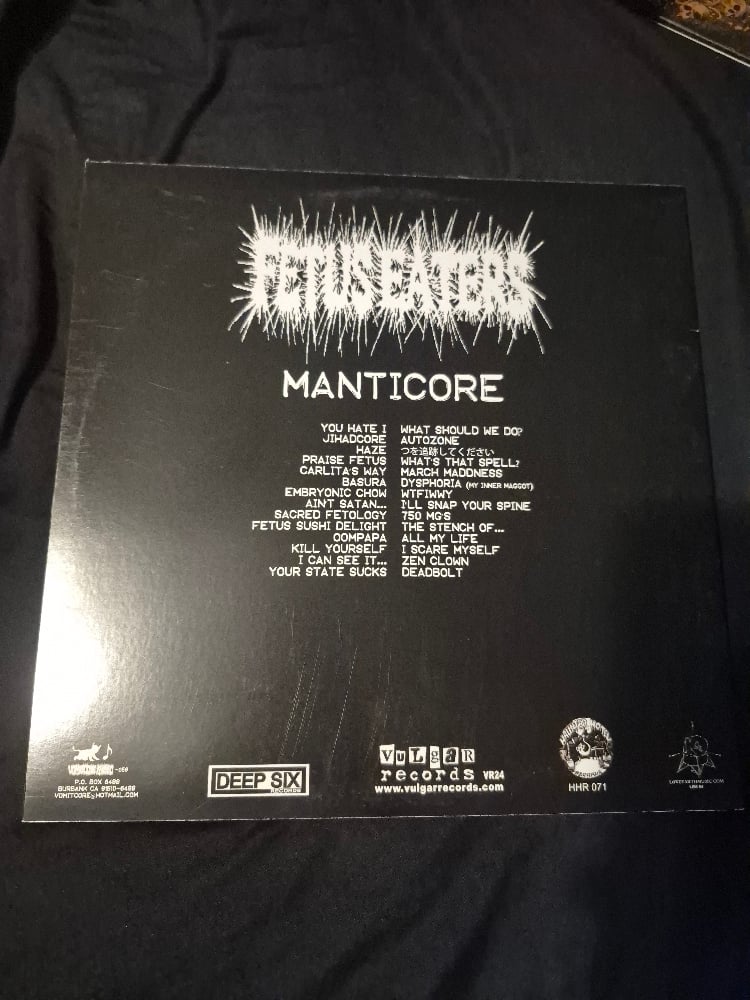 FETUS EATERS
MANTICORE
YOU HATE I
JIHADCORE
HAZE
PRAISE FETUS
CARLITA'S WAY
BASURA
EMBRYONIC CHOW
AIN'T SATAN...
SACRED FETOLOGY
FETUS SUSHI DELIGHT
OOMPAPA
KILL YOURSELF
I CAN SEE IT...
YOUR STATE SUCKS
WHAT SHOULD WE DO?
AUTOZONE
つを追跡してください
WHAT'S THAT SPELL?
MARCH MADDNESS
DYSPHORIA (MY INNER MAGGOT)
WTFIWWY
I'LL SNAP YOUR SPINE
750 MG'S
THE STENCH OF...
ALL MY LIFE
I SCARE MYSELF
ZEN CLOWN
DEADBOLT
P.O. BOX 6488
BURBANK CA 91510-6488
VOMITCORE@HOTMAIL.COM
DEEP SIX
RECORDS
VULGAR
records VR24
www.vulgarrecords.com
HHR 071